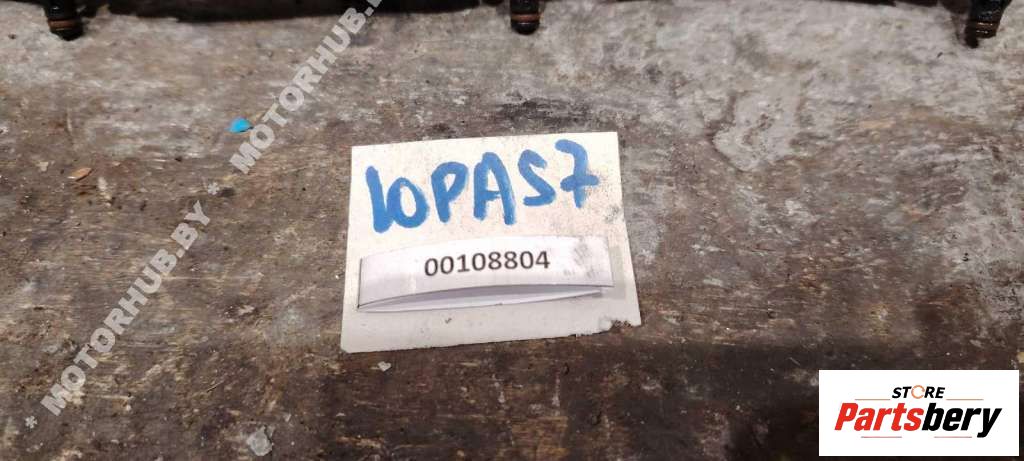 * MOTORHUB.BY * MOTORHUB.BY
10PAS7
00108804
STORE
Partsbery